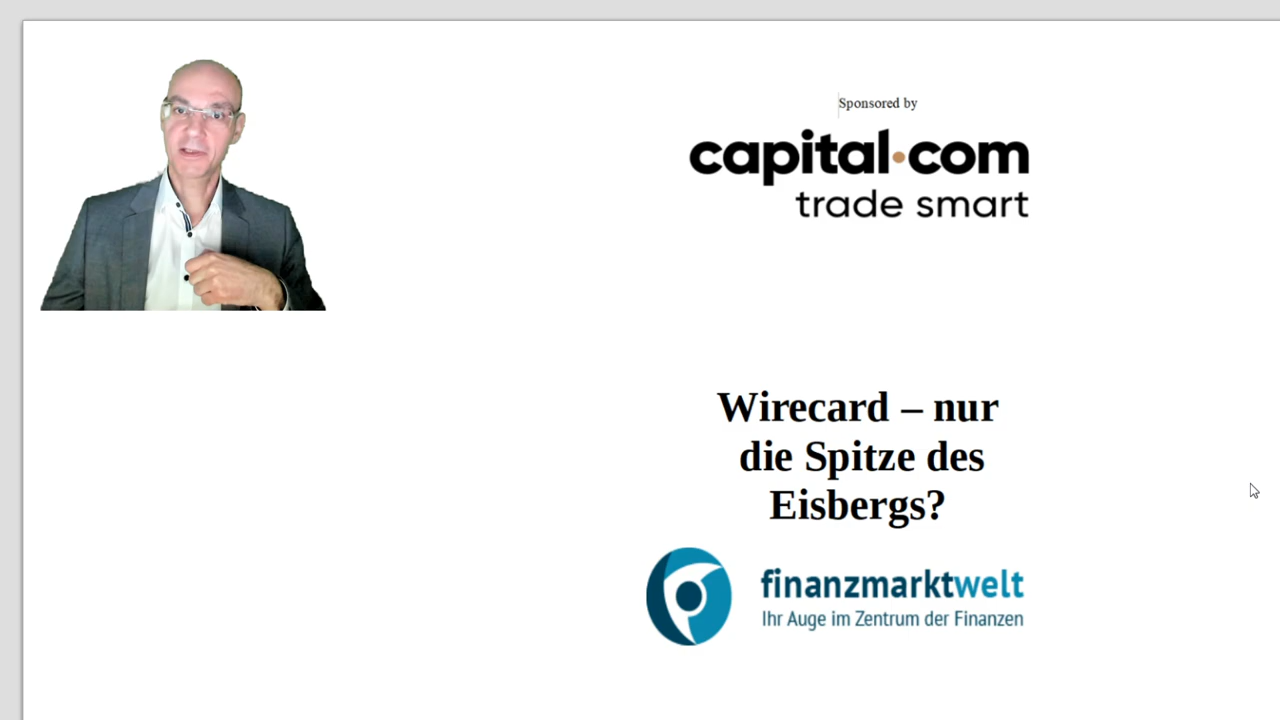 Sponsored by
capital.com
trade smart
Wirecard – nur
die Spitze des
Eisbergs?
finanzmarktwelt
Ihr Auge im Zentrum der Finanzen